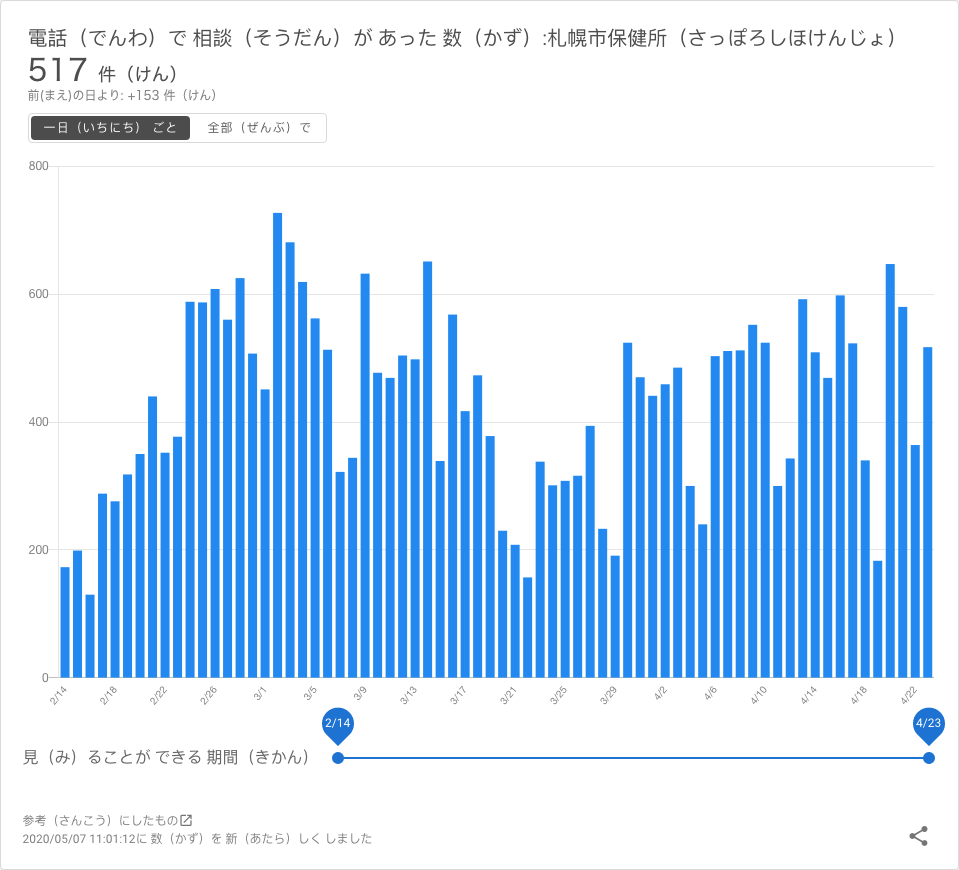 電話（でんわ）で 相談（そうだん）が あった 数（かず）:札幌市保健所（さっぽろしほけんじょ）
517 件（けん）
前(まえ)の日より: +153 件（けん）
一日（いちにち） ごと 全部（ぜんぶ）で
800
600
400
200
0
2/14 2/18 2/22 2/26 3/1 3/5 3/9 3/13 3/17 3/21 3/25 3/29 4/2 4/6 4/10 4/14 4/18 4/22
2/14 4/23
見（み）ることが できる 期間（きかん）
参考（さんこう）にしたもの
2020/05/07 11:01:12に 数（かず）を 新（あたら）しく しました